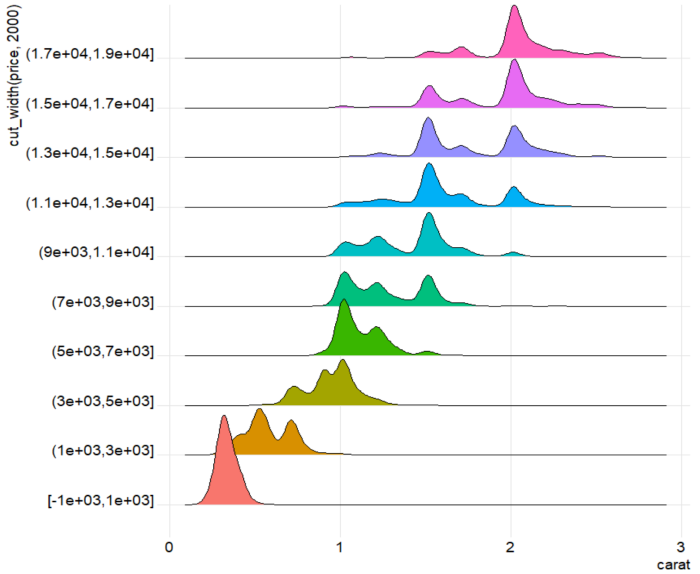 cut_width(price, 2000)
(1.7e+04,1.9e+04]
(1.5e+04,1.7e+04]
(1.3e+04,1.5e+04]
(1.1e+04,1.3e+04]
(9e+03,1.1e+04]
(7e+03,9e+03]
(5e+03,7e+03]
(3e+03,5e+03]
(1e+03,3e+03]
[-1e+03,1e+03]
0 1 2 3
carat